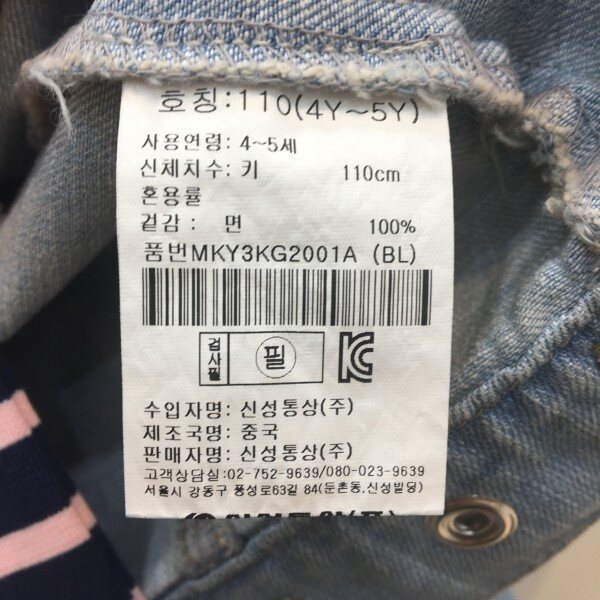 호칭:110(4Y~5Y)
사용연령: 4~5세
신체치수: 키 110cm
혼용률
겉감 : 면 100%
품번MKY3KG2001A (BL)
검사필 필 KC
수입자명: 신성통상(주)
제조국명: 중국
판매자명: 신성통상(주)
고객상담실:02-752-9639/080-023-9639
서울시 강동구 풍성로63길 84(둔촌동,신성빌딩)